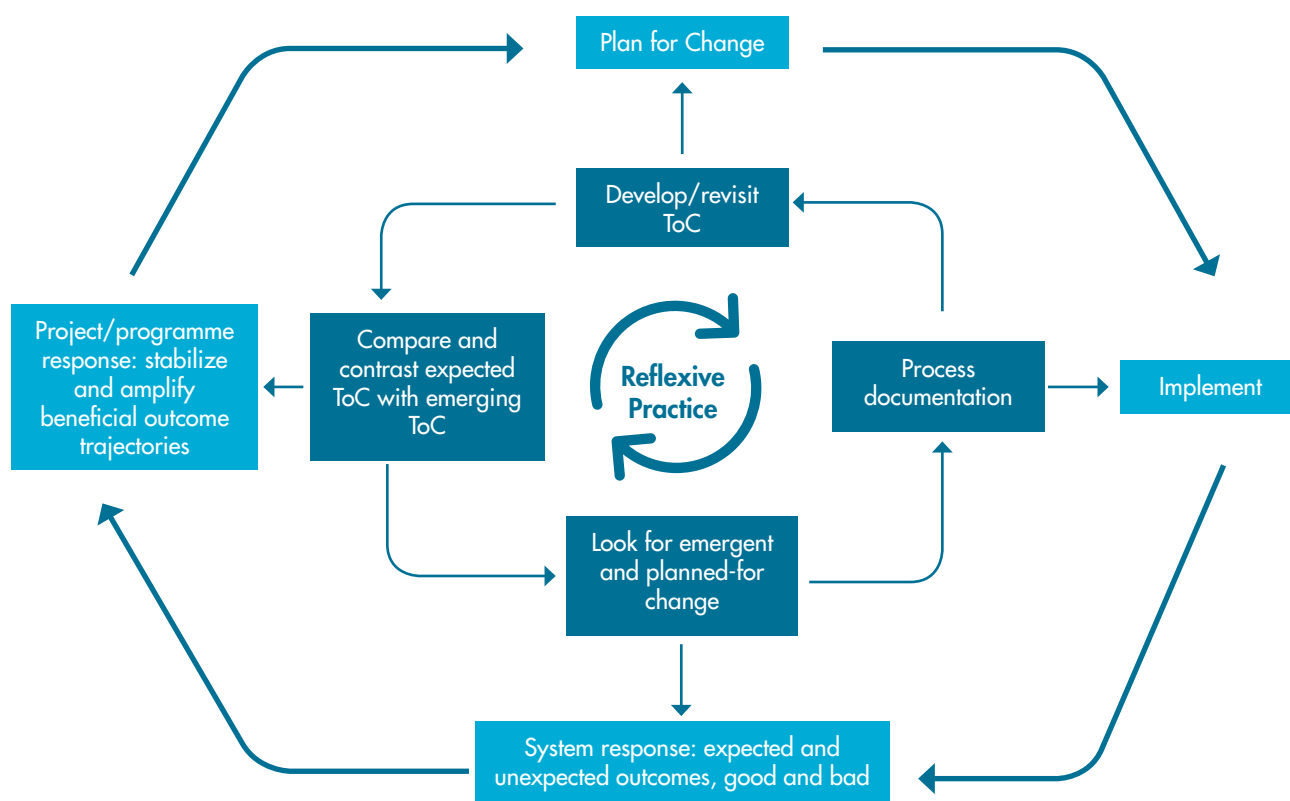 Plan for Change
Develop/revisit
ToC
Project/programme
response: stabilize
and amplify
beneficial outcome
trajectories
Compare and
contrast expected
ToC with emerging
ToC
Reflexive
Practice
Process
documentation
Implement
Look for emergent
and planned-for
change
System response: expected and
unexpected outcomes, good and bad